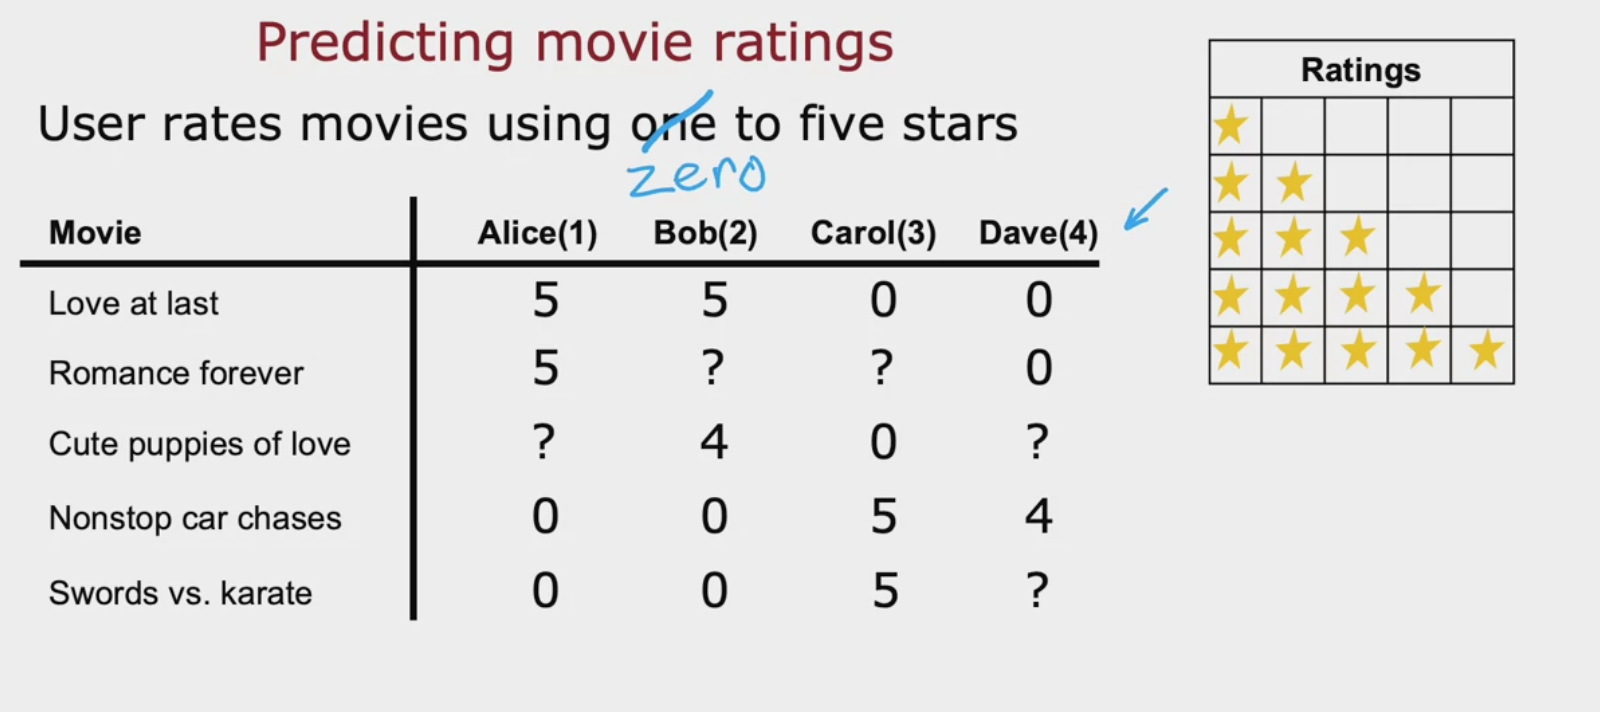 Predicting movie ratings
User rates movies using one to five stars
zero
Movie Alice(1) Bob(2) Carol(3) Dave(4)
Love at last 5 5 0 0
Romance forever 5 ? ? 0
Cute puppies of love ? 4 0 ?
Nonstop car chases 0 0 5 4
Swords vs. karate 0 0 5 ?
Ratings